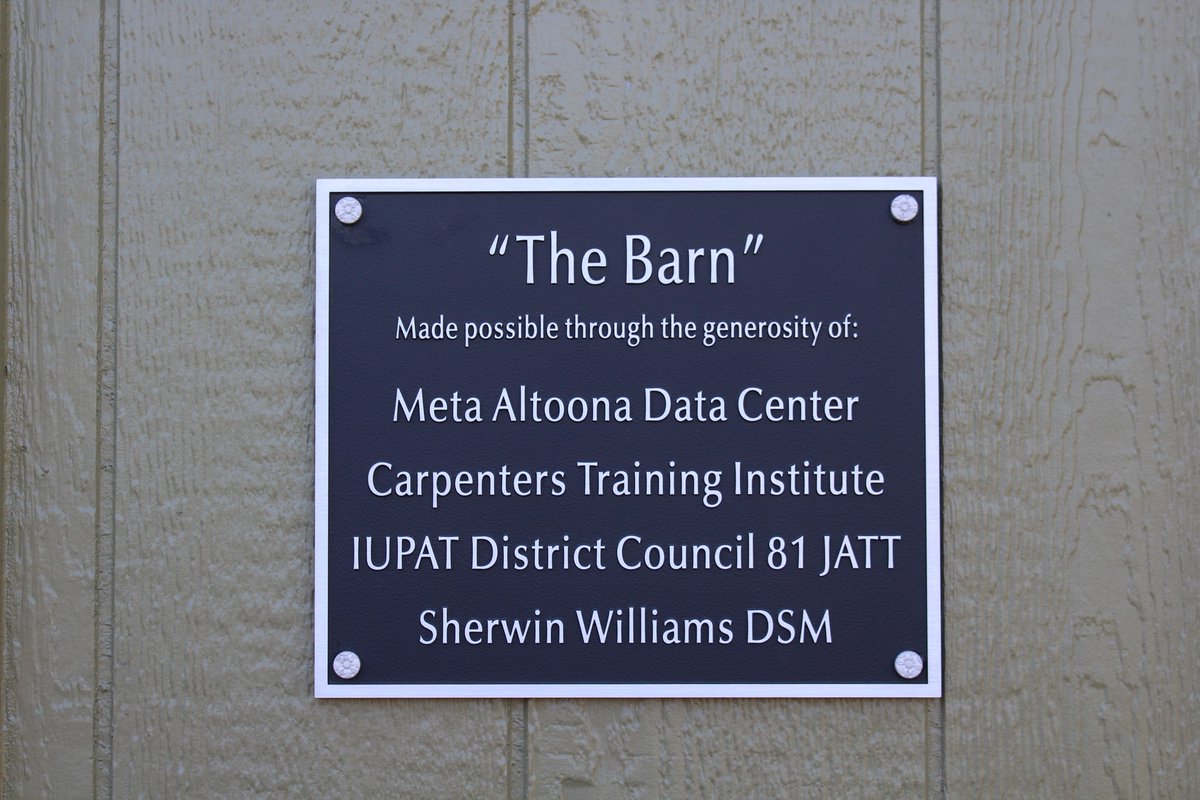 “The Barn”
Made possible through the generosity of:
Meta Altoona Data Center
Carpenters Training Institute
IUPAT District Council 81 JATT
Sherwin Williams DSM